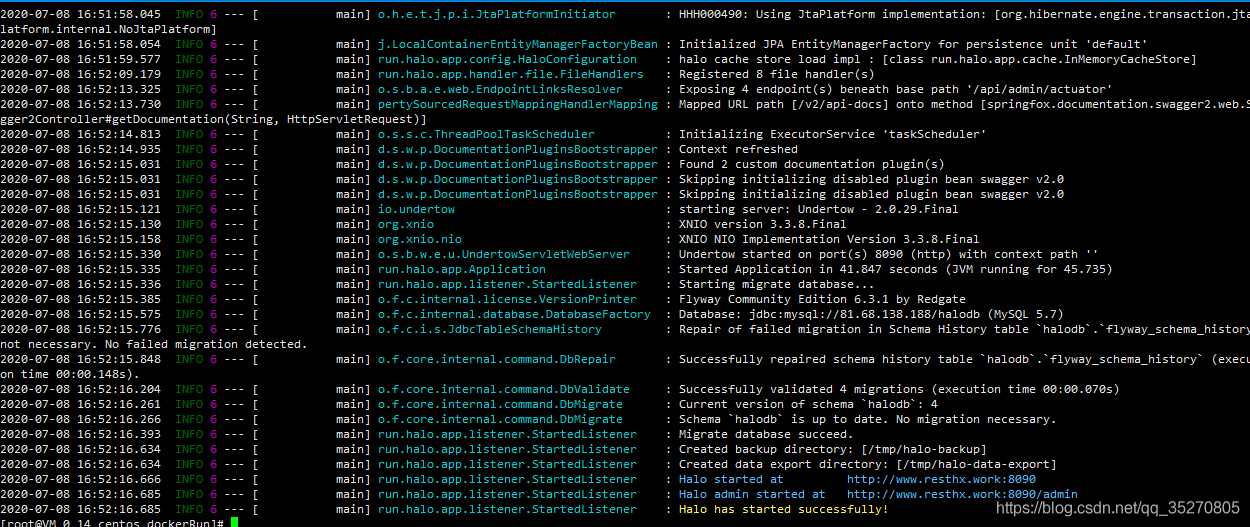 2020-07-08 16:51:58.045 INFO 6 --- [ main] o.h.e.t.j.p.i.JtaPlatformInitiator : HHH000490: Using JtaPlatform implementation: [org.hibernate.engine.transaction.jta
latform.internal.NoJtaPlatform]
2020-07-08 16:51:58.054 INFO 6 --- [ main] j.LocalContainerEntityManagerFactoryBean : Initialized JPA EntityManagerFactory for persistence unit 'default'
2020-07-08 16:51:59.577 INFO 6 --- [ main] run.halo.app.config.HaloConfiguration : halo cache store load impl : [class run.halo.app.cache.InMemoryCacheStore]
2020-07-08 16:52:09.179 INFO 6 --- [ main] run.halo.app.handler.file.FileHandlers : Registered 8 file handler(s)
2020-07-08 16:52:13.325 INFO 6 --- [ main] o.s.b.a.e.web.EndpointLinksResolver : Exposing 4 endpoint(s) beneath base path '/api/admin/actuator'
2020-07-08 16:52:13.730 INFO 6 --- [ main] pertySourcedRequestMappingHandlerMapping : Mapped URL path [/v2/api-docs] onto method [springfox.documentation.swagger2.web.S
gger2Controller#getDocumentation(String, HttpServletRequest)]
2020-07-08 16:52:14.813 INFO 6 --- [ main] o.s.s.c.ThreadPoolTaskScheduler : Initializing ExecutorService 'taskScheduler'
2020-07-08 16:52:14.935 INFO 6 --- [ main] d.s.w.p.DocumentationPluginsBootstrapper : Context refreshed
2020-07-08 16:52:15.031 INFO 6 --- [ main] d.s.w.p.DocumentationPluginsBootstrapper : Found 2 custom documentation plugin(s)
2020-07-08 16:52:15.031 INFO 6 --- [ main] d.s.w.p.DocumentationPluginsBootstrapper : Skipping initializing disabled plugin bean swagger v2.0
2020-07-08 16:52:15.031 INFO 6 --- [ main] d.s.w.p.DocumentationPluginsBootstrapper : Skipping initializing disabled plugin bean swagger v2.0
2020-07-08 16:52:15.121 INFO 6 --- [ main] io.undertow : starting server: Undertow - 2.0.29.Final
2020-07-08 16:52:15.130 INFO 6 --- [ main] org.xnio : XNIO version 3.3.8.Final
2020-07-08 16:52:15.158 INFO 6 --- [ main] org.xnio.nio : XNIO NIO Implementation Version 3.3.8.Final
2020-07-08 16:52:15.330 INFO 6 --- [ main] o.s.b.w.e.u.UndertowServletWebServer : Undertow started on port(s) 8090 (http) with context path ''
2020-07-08 16:52:15.335 INFO 6 --- [ main] run.halo.app.Application : Started Application in 41.847 seconds (JVM running for 45.735)
2020-07-08 16:52:15.336 INFO 6 --- [ main] run.halo.app.listener.StartedListener : Starting migrate database...
2020-07-08 16:52:15.385 INFO 6 --- [ main] o.f.c.internal.license.VersionPrinter : Flyway Community Edition 6.3.1 by Redgate
2020-07-08 16:52:15.575 INFO 6 --- [ main] o.f.c.internal.database.DatabaseFactory : Database: jdbc:mysql://81.68.138.188/halodb (MySQL 5.7)
2020-07-08 16:52:15.776 INFO 6 --- [ main] o.f.c.i.s.JdbcTableSchemaHistory : Repair of failed migration in Schema History table `halodb`.`flyway_schema_history
not necessary. No failed migration detected.
2020-07-08 16:52:15.848 INFO 6 --- [ main] o.f.core.internal.command.DbRepair : Successfully repaired schema history table `halodb`.`flyway_schema_history` (execu
on time 00:00.148s).
2020-07-08 16:52:16.204 INFO 6 --- [ main] o.f.core.internal.command.DbValidate : Successfully validated 4 migrations (execution time 00:00.070s)
2020-07-08 16:52:16.261 INFO 6 --- [ main] o.f.core.internal.command.DbMigrate : Current version of schema `halodb`: 4
2020-07-08 16:52:16.266 INFO 6 --- [ main] o.f.core.internal.command.DbMigrate : Schema `halodb` is up to date. No migration necessary.
2020-07-08 16:52:16.393 INFO 6 --- [ main] run.halo.app.listener.StartedListener : Migrate database succeed.
2020-07-08 16:52:16.634 INFO 6 --- [ main] run.halo.app.listener.StartedListener : Created backup directory: [/tmp/halo-backup]
2020-07-08 16:52:16.634 INFO 6 --- [ main] run.halo.app.listener.StartedListener : Created data export directory: [/tmp/halo-data-export]
2020-07-08 16:52:16.666 INFO 6 --- [ main] run.halo.app.listener.StartedListener : Halo started at http://www.resthx.work:8090
2020-07-08 16:52:16.685 INFO 6 --- [ main] run.halo.app.listener.StartedListener : Halo admin started at http://www.resthx.work:8090/admin
2020-07-08 16:52:16.685 INFO 6 --- [ main] run.halo.app.listener.StartedListener : Halo has started successfully!
[root@VM_0_14_centos dockerRun]#
https://blog.csdn.net/qq_35270805